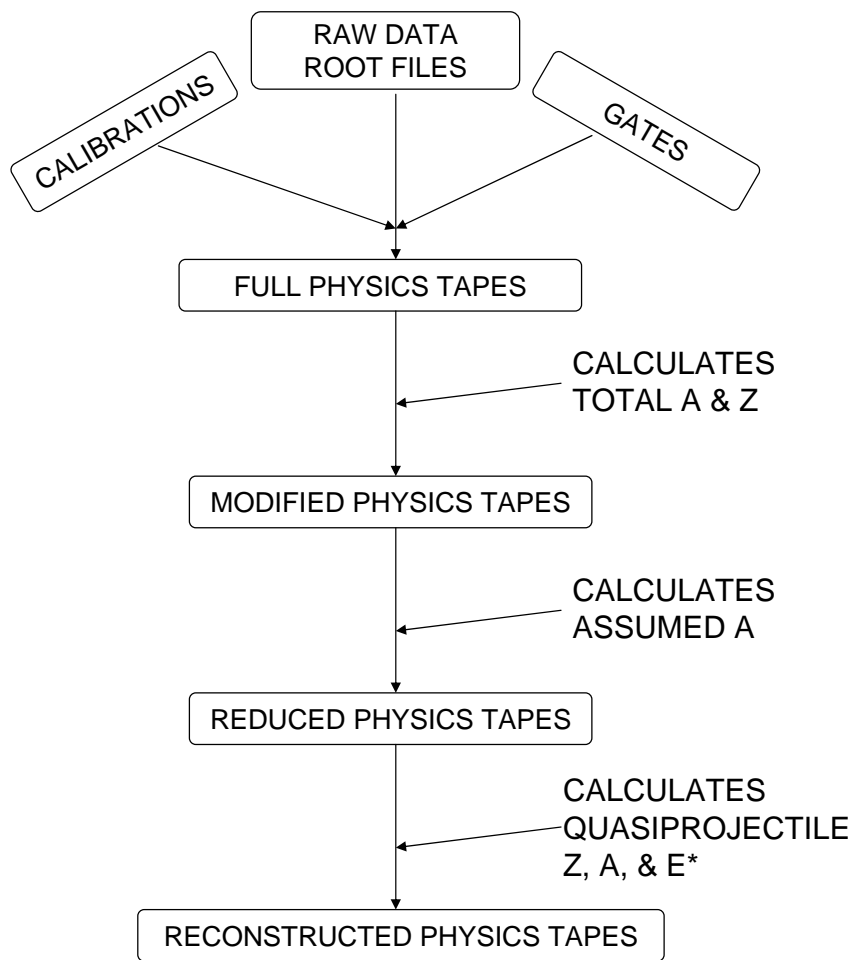 RAW DATA
ROOT FILES
CALIBRATIONS
GATES
FULL PHYSICS TAPES
CALCULATES
TOTAL A & Z
MODIFIED PHYSICS TAPES
CALCULATES
ASSUMED A
REDUCED PHYSICS TAPES
CALCULATES
QUASIPROJECTILE
Z, A, & E*
RECONSTRUCTED PHYSICS TAPES